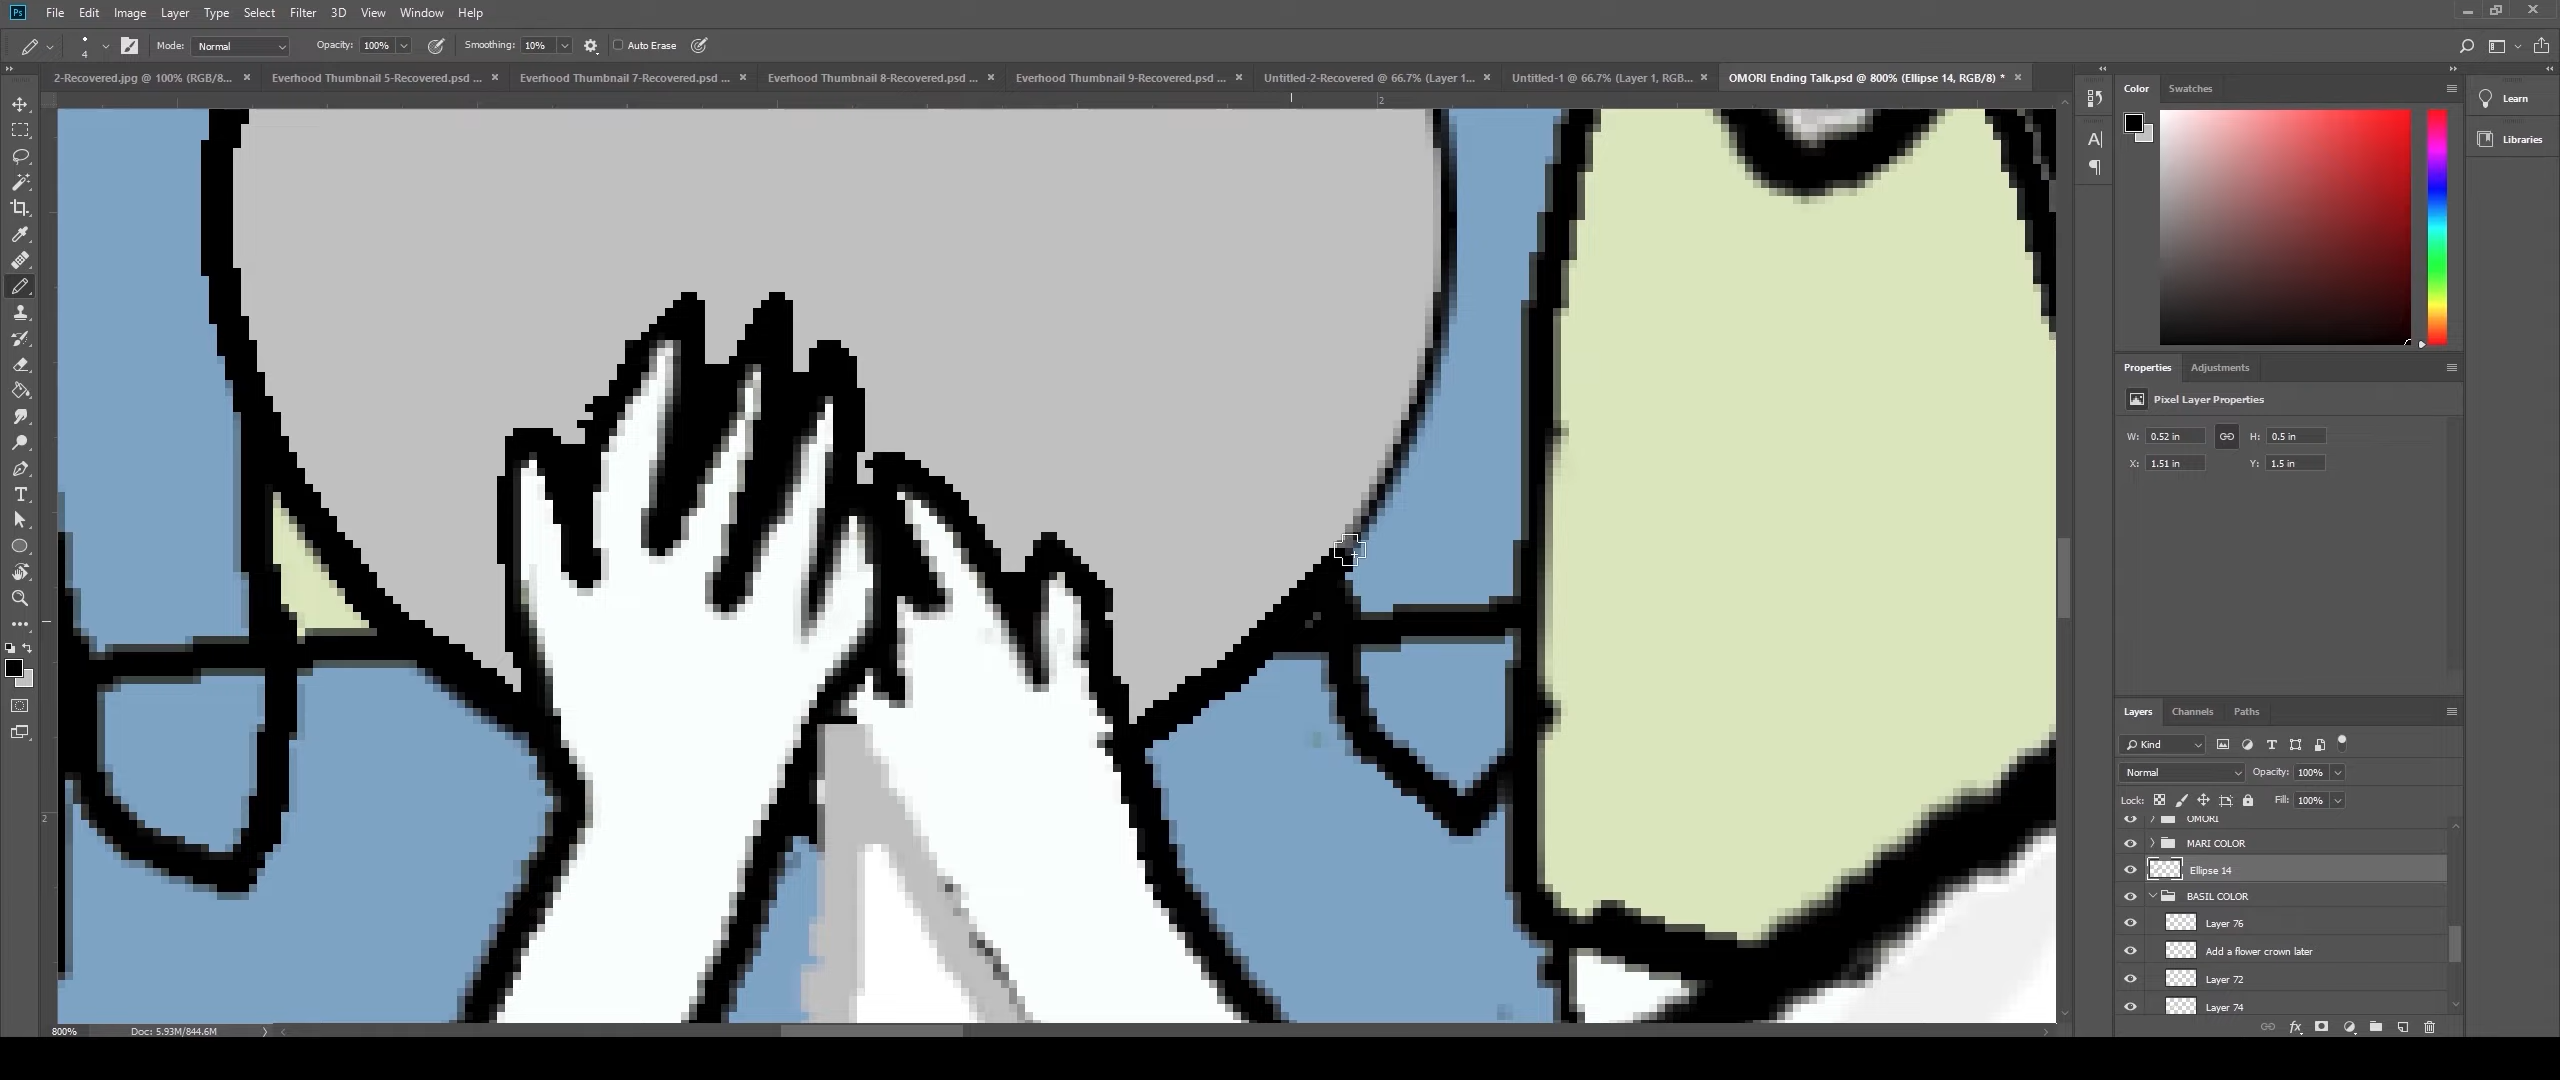 Ps File Edit Image Layer Type Select Filter 3D View Window Help
4 Mode: Normal Opacity: 100% Smoothing: 10% Auto Erase
2-Recovered.jpg @ 100% (RGB/8... × Everhood Thumbnail 5-Recovered.psd ... × Everhood Thumbnail 7-Recovered.psd ... × Everhood Thumbnail 8-Recovered.psd ... × Everhood Thumbnail 9-Recovered.psd ... × Untitled-2-Recovered @ 66.7% (Layer 1... × Untitled-1 @ 66.7% (Layer 1, RGB... × OMORI Ending Talk.psd @ 800% (Ellipse 14, RGB/8) * ×
2
2
Color Swatches
Learn
Libraries
Properties Adjustments
Pixel Layer Properties
W: 0.52 in H: 0.5 in
X: 1.51 in Y: 1.5 in
Layers Channels Paths
Kind
Normal Opacity: 100%
Lock: Fill: 100%
OMORI
MARI COLOR
Ellipse 14
BASIL COLOR
Layer 76
Add a flower crown later
Layer 72
Layer 74
fx
800% Doc: 5.93M/844.6M